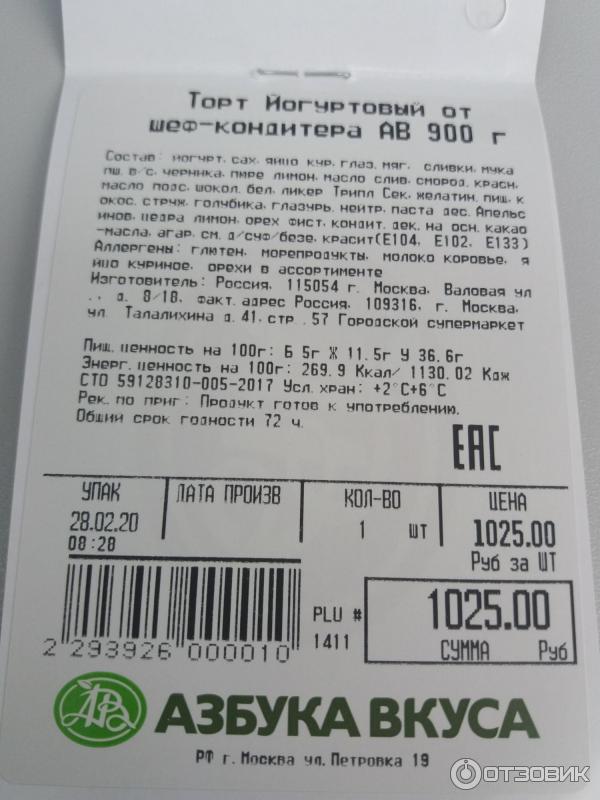 Торт Йогуртовый от
шеф-кондитера АВ 900 г
Состав: йогурт, сах, яйцо кур, глаз. мяг, сливки, мука
пш. в/с, черника, пюре лимон, масло слив, смород. красн,
масло подс, шокол. бел, ликер Трипл Сек, желатин, пищ. к
окос. струж, голубика, глазурь. нейтр, паста дес. Апельс
инов, цедра лимон, орех фист, кондит. дек. на осн. какао
-масла, агар, см. д/суф/безе, красит(Е104, Е102, Е133)
Аллергены: глютен, морепродукты, молоко коровье, я
йцо куриное, орехи в ассортименте
Изготовитель: Россия, 115054 г. Москва, Валовая ул
., д. 8/18, факт. адрес Россия, 109316, г. Москва,
ул. Талалихина д.41, стр. .57 Городской супермаркет
Пищ. ценность на 100г: Б 5г Ж 11.5г У 36.6г
Энерг. ценность на 100г: 269.9 Ккал/ 1130.02 Кдж
СТО 59128310-005-2017 Усл. хран: +2°С+6°С
Рек. по приг: Продукт готов к употреблению.
Общий срок годности 72 ч.
ЕАС
УПАК ДАТА ПРОИЗВ КОЛ-ВО ЦЕНА
28.02.20 1 шт 1025.00
08:28 Руб за ШТ
PLU # 1025.00
1411 СУММА Руб
2 293926 000010
АВ АЗБУКА ВКУСА
РФ г. Москва ул. Петровка 19
ОТЗОВИК